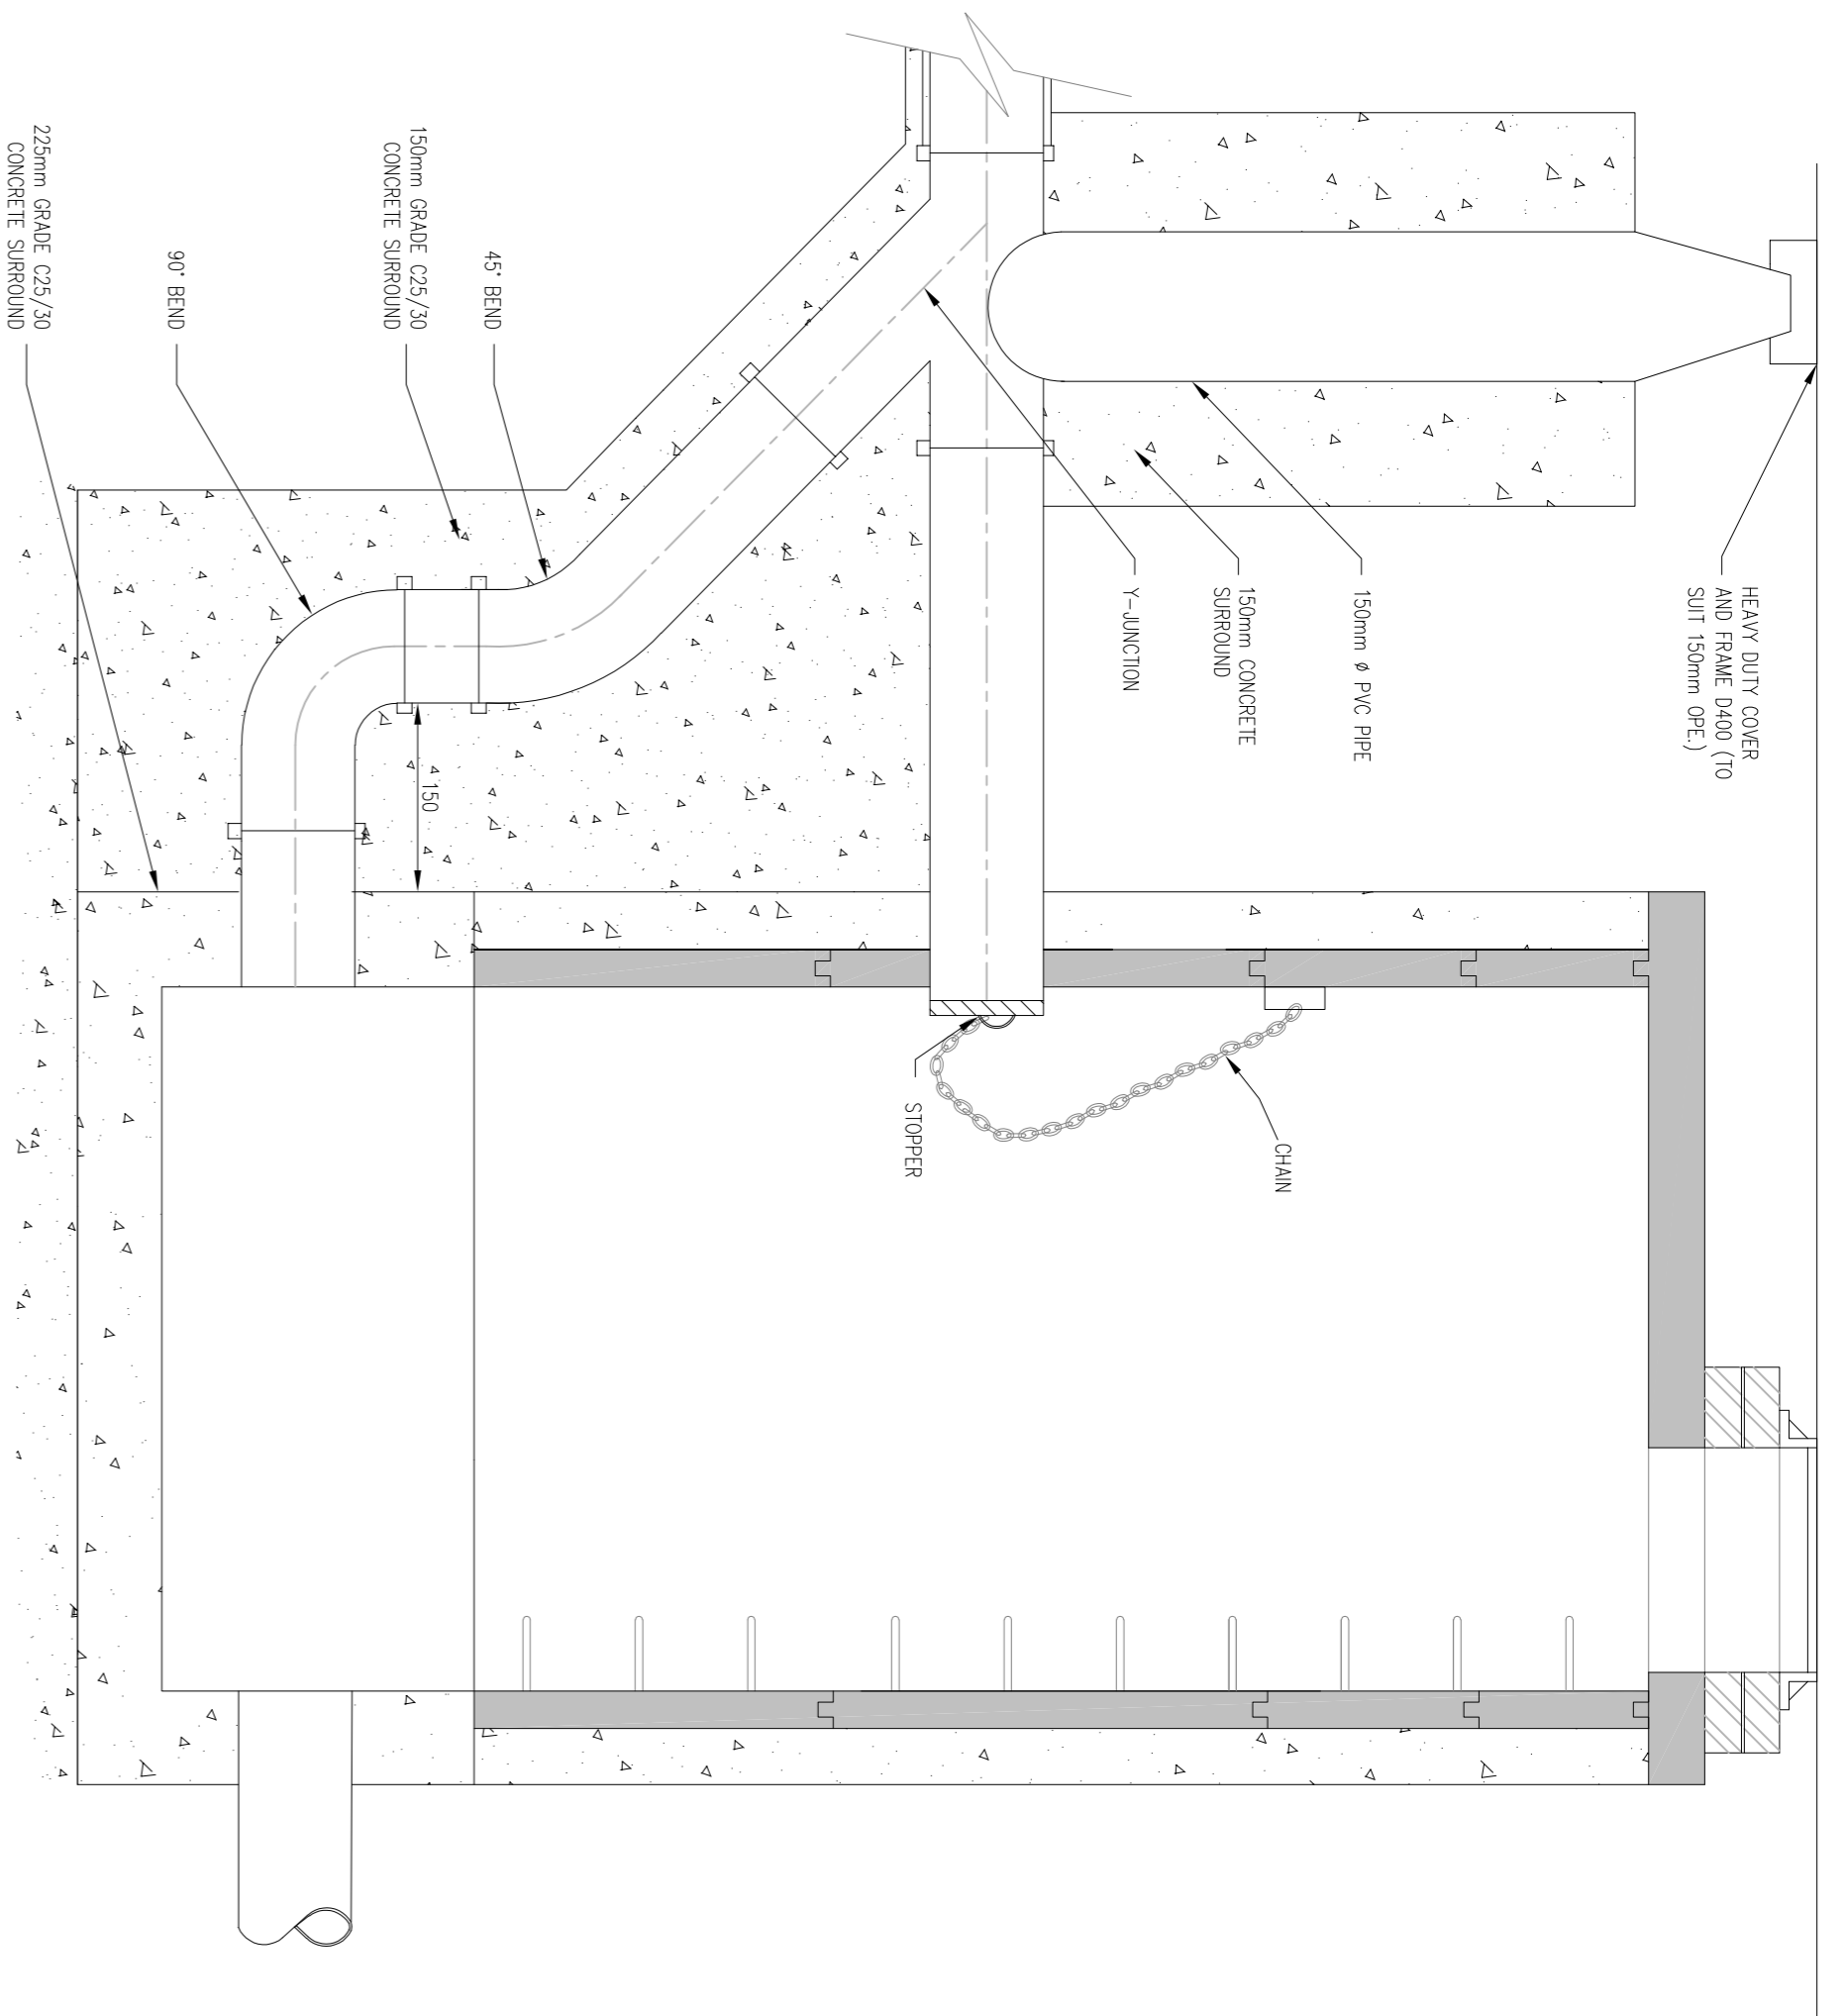 HEAVY DUTY COVER
AND FRAME D400 (TO
SUIT 150mm OPE.)
150mm Ø PVC PIPE
150mm CONCRETE
SURROUND
Y-JUNCTION
CHAIN
STOPPER
45° BEND
150
150mm GRADE C25/30
CONCRETE SURROUND
90° BEND
225mm GRADE C25/30
CONCRETE SURROUND